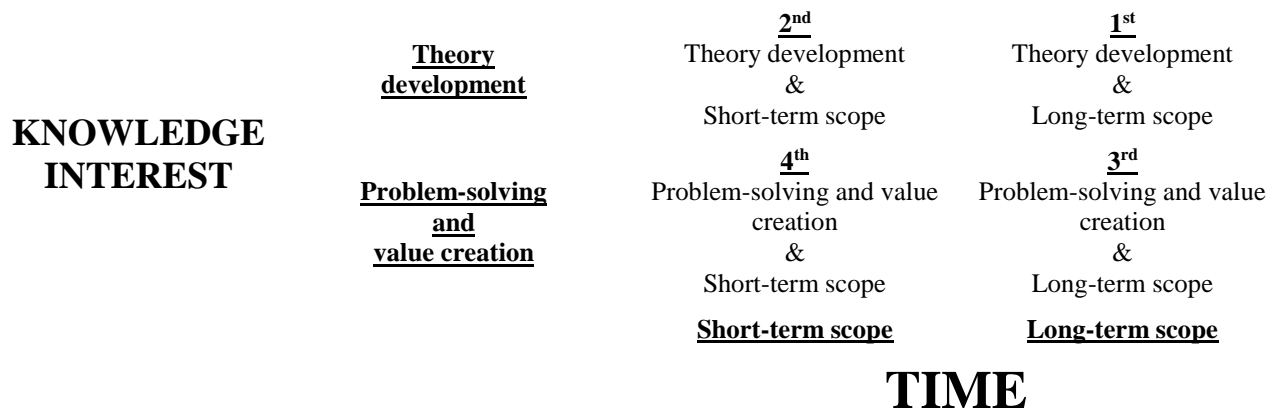 2nd
Theory development
&
Short-term scope
1st
Theory development
&
Long-term scope
Theory
development
KNOWLEDGE
INTEREST
4th
Problem-solving and value
creation
&
Short-term scope
3rd
Problem-solving and value
creation
&
Long-term scope
Problem-solving
and
value creation
Short-term scope
Long-term scope
TIME